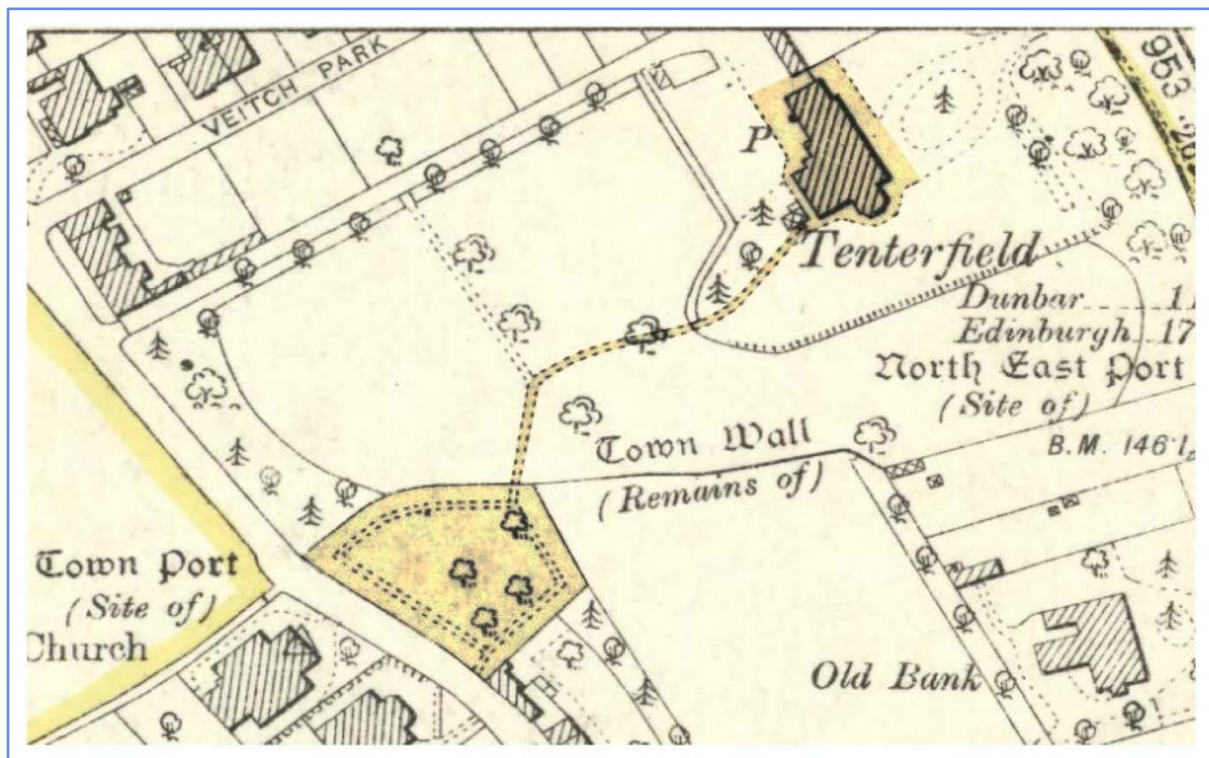 VEITCH PARK
953
P
Tenterfield
Dunbar
Edinburgh 17
North East Port
(Site of)
B.M. 146·1
Town Wall
(Remains of)
Town Port
(Site of)
Church
Old Bank